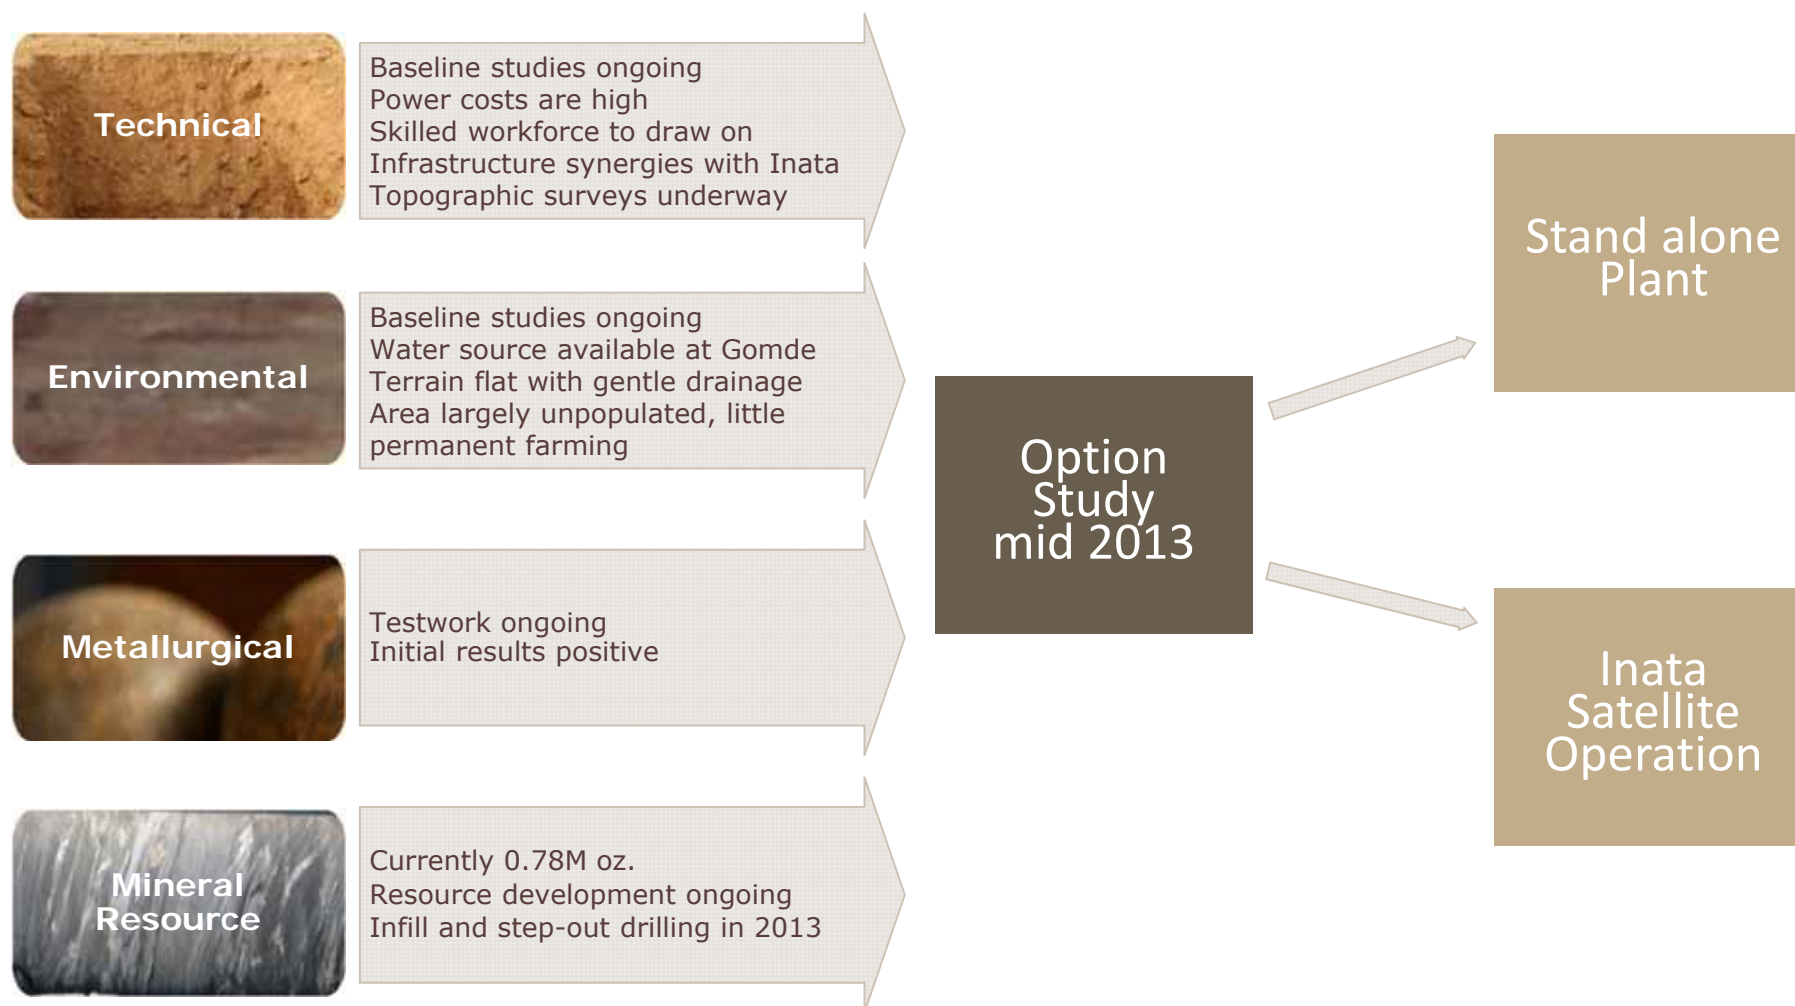 Technical
Baseline studies ongoing
Power costs are high
Skilled workforce to draw on
Infrastructure synergies with Inata
Topographic surveys underway
Environmental
Baseline studies ongoing
Water source available at Gomde
Terrain flat with gentle drainage
Area largely unpopulated, little
permanent farming
Metallurgical
Testwork ongoing
Initial results positive
Mineral
Resource
Currently 0.78M oz.
Resource development ongoing
Infill and step-out drilling in 2013
Option
Study
mid 2013
Stand alone
Plant
Inata
Satellite
Operation